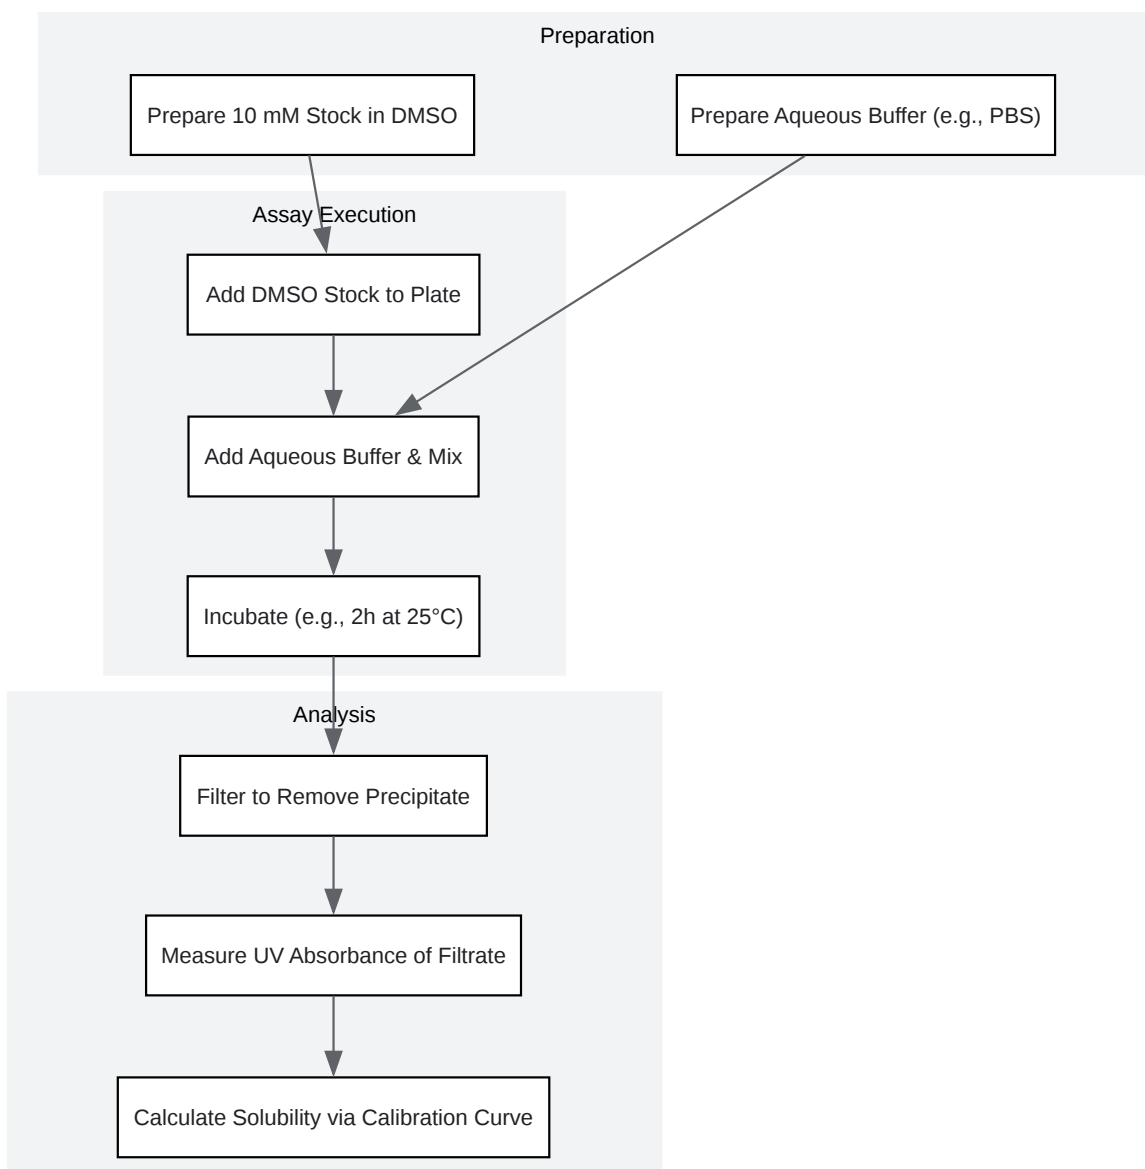 Preparation
Prepare 10 mM Stock in DMSO
Prepare Aqueous Buffer (e.g., PBS)
Assay Execution
Add DMSO Stock to Plate
Add Aqueous Buffer & Mix
Incubate (e.g., 2h at 25°C)
Analysis
Filter to Remove Precipitate
Measure UV Absorbance of Filtrate
Calculate Solubility via Calibration Curve